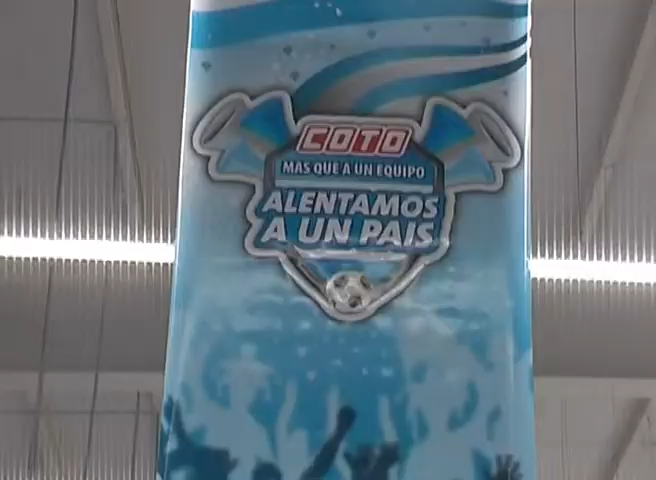 COTO
MAS QUE A UN EQUIPO
ALENTAMOS
A UN PAIS